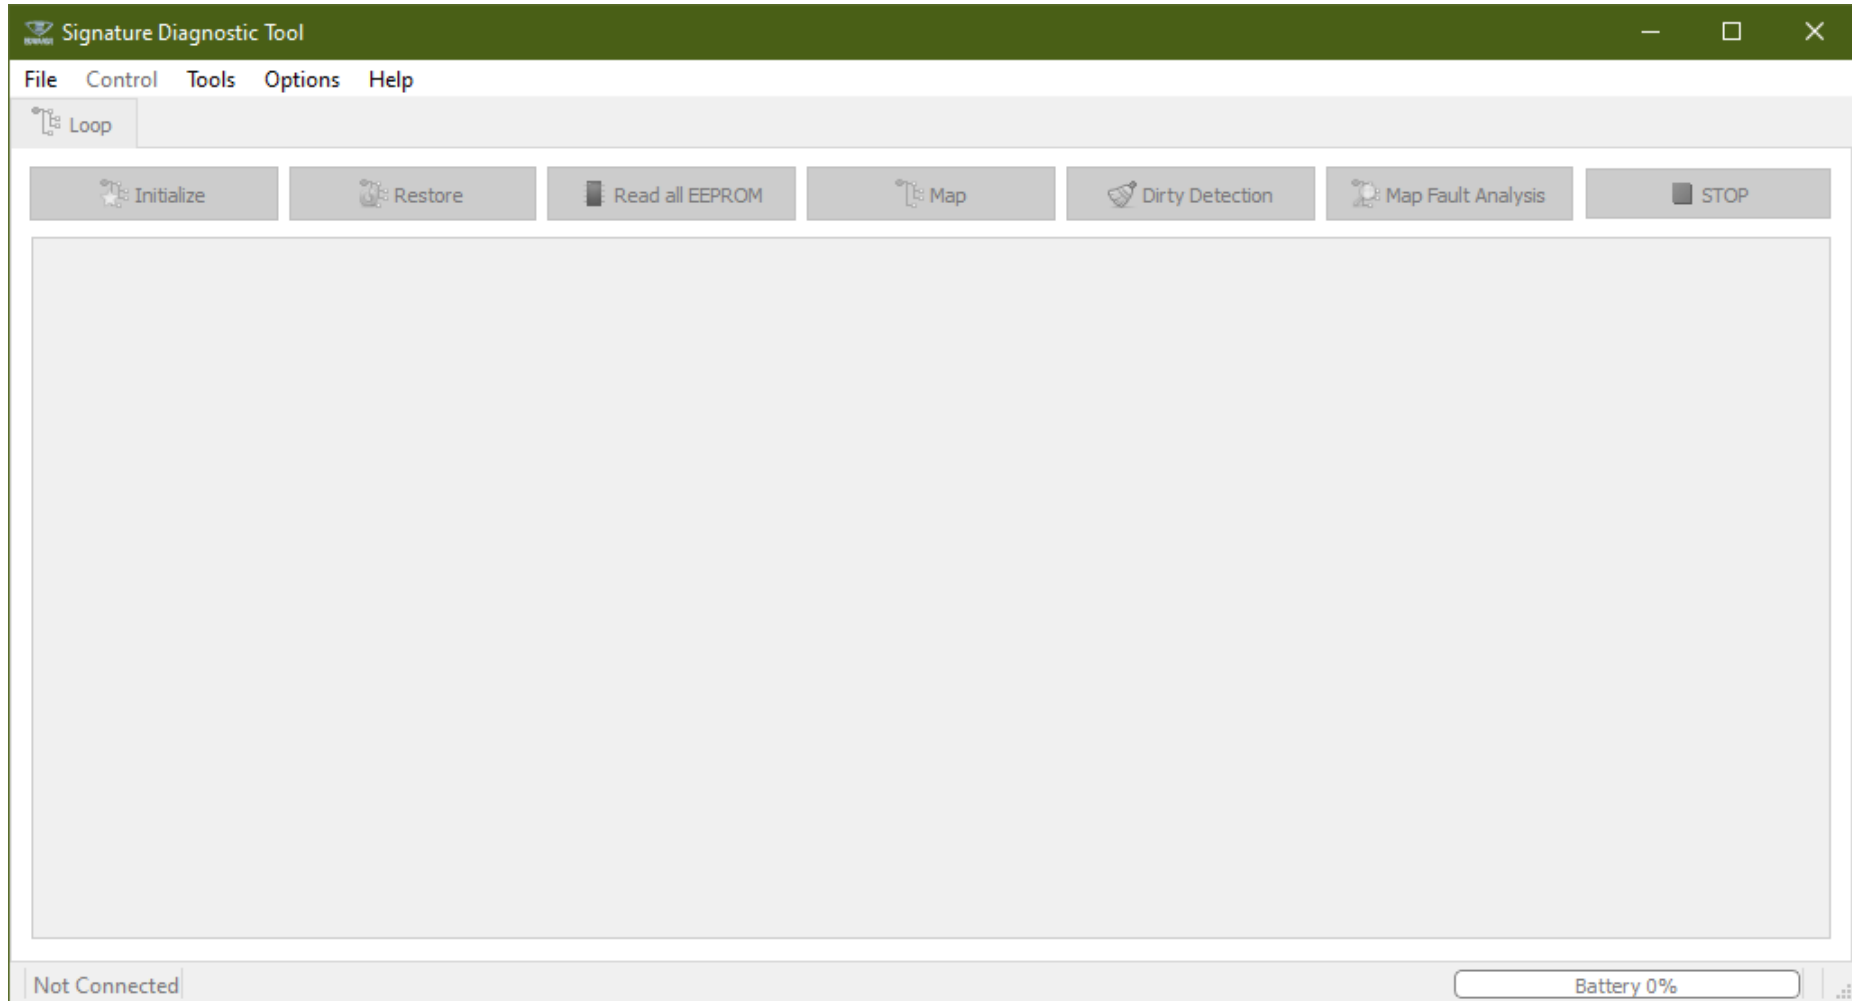 Signature Diagnostic Tool
File Control Tools Options Help
Loop
Initialize Restore Read all EEPROM Map Dirty Detection Map Fault Analysis STOP
Not Connected Battery 0%